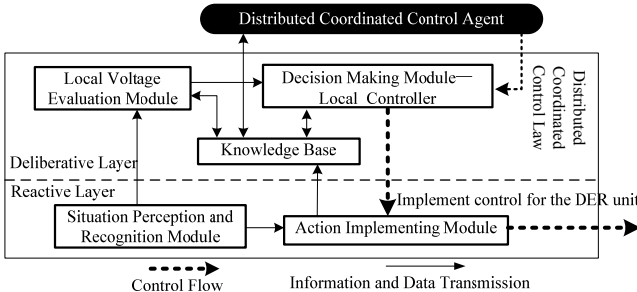 Distributed Coordinated Control Agent
Local Voltage
Evaluation Module
Decision Making Module—
Local Controller
Distributed
Coordinated
Control Law
Knowledge Base
Deliberative Layer
Reactive Layer
Implement control for the DER unit
Situation Perception and
Recognition Module
Action Implementing Module
Control Flow
Information and Data Transmission